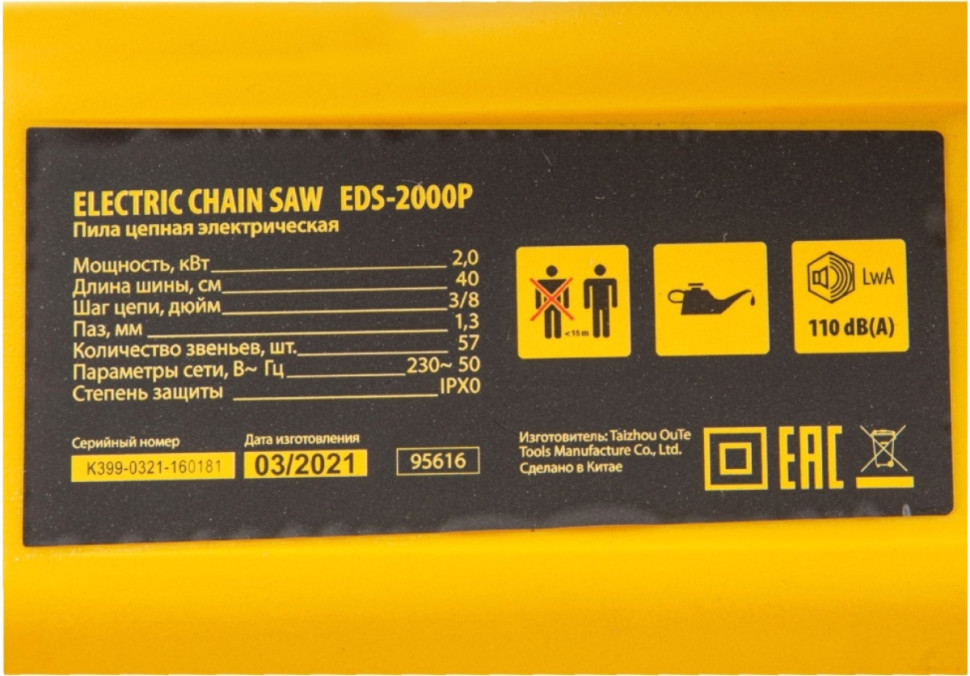 ELECTRIC CHAIN SAW EDS-2000P
Пила цепная электрическая
Мощность, кВт 2,0
Длина шины, см 40
Шаг цепи, дюйм 3/8
Паз, мм 1,3
Количество звеньев, шт. 57
Параметры сети, В~ Гц 230~ 50
Степень защиты IPX0
<15m
LwA
110 dB(A)
Серийный номер
K399-0321-160181
Дата изготовления
03/2021
95616
Изготовитель: Taizhou OuTe
Tools Manufacture Co., Ltd.
Сделано в Китае
EAC